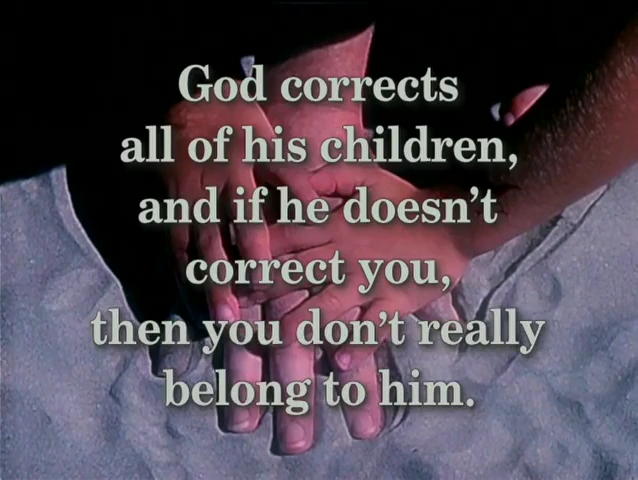 God corrects
all of his children,
and if he doesn’t
correct you,
then you don’t really
belong to him.